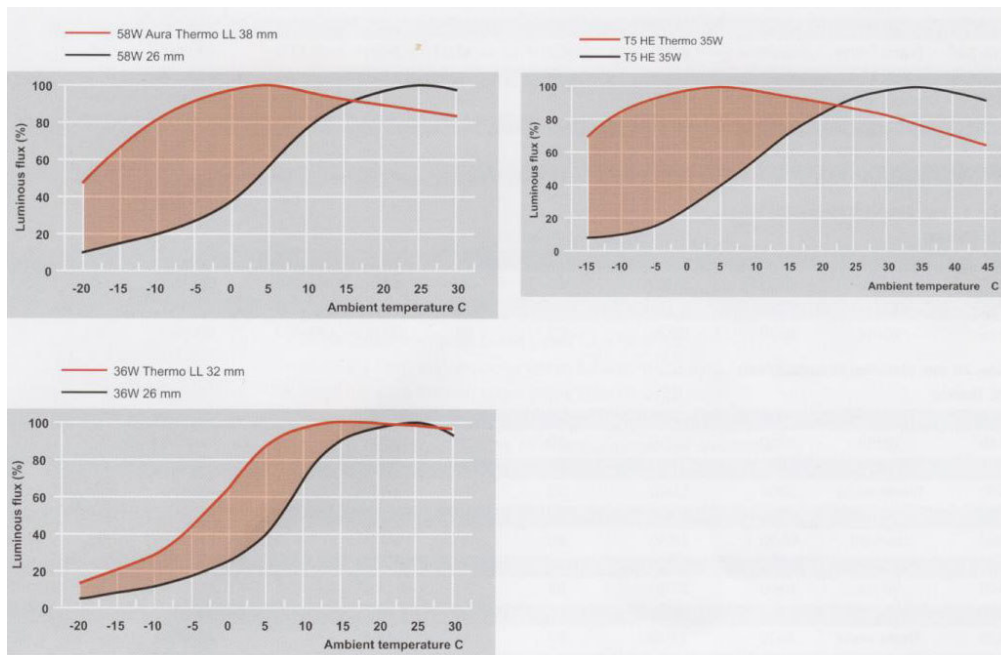 58W Aura Thermo LL 38 mm
58W 26 mm
Luminous flux (%)
100
80
60
40
20
0
-20 -15 -10 -5 0 5 10 15 20 25 30
Ambient temperature C
T5 HE Thermo 35W
T5 HE 35W
Luminous flux (%)
100
80
60
40
20
0
-15 -10 -5 0 5 10 15 20 25 30 35 40 45
Ambient temperature C
36W Thermo LL 32 mm
36W 26 mm
Luminous flux (%)
100
80
60
40
20
0
-20 -15 -10 -5 0 5 10 15 20 25 30
Ambient temperature C